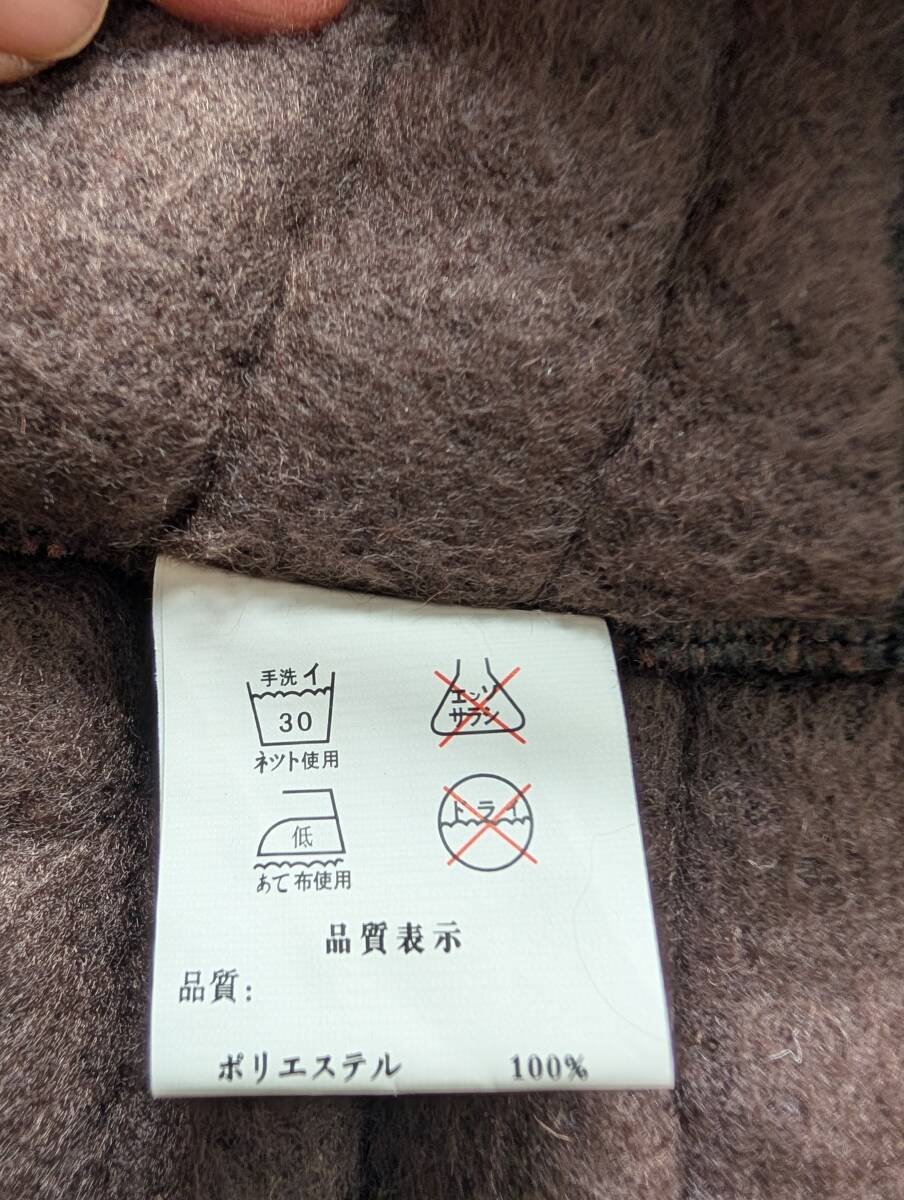 手洗イ
30
ネット使用
エンソ
サラシ
低
あて布使用
ドライ
品質表示
品質:
ポリエステル 100%